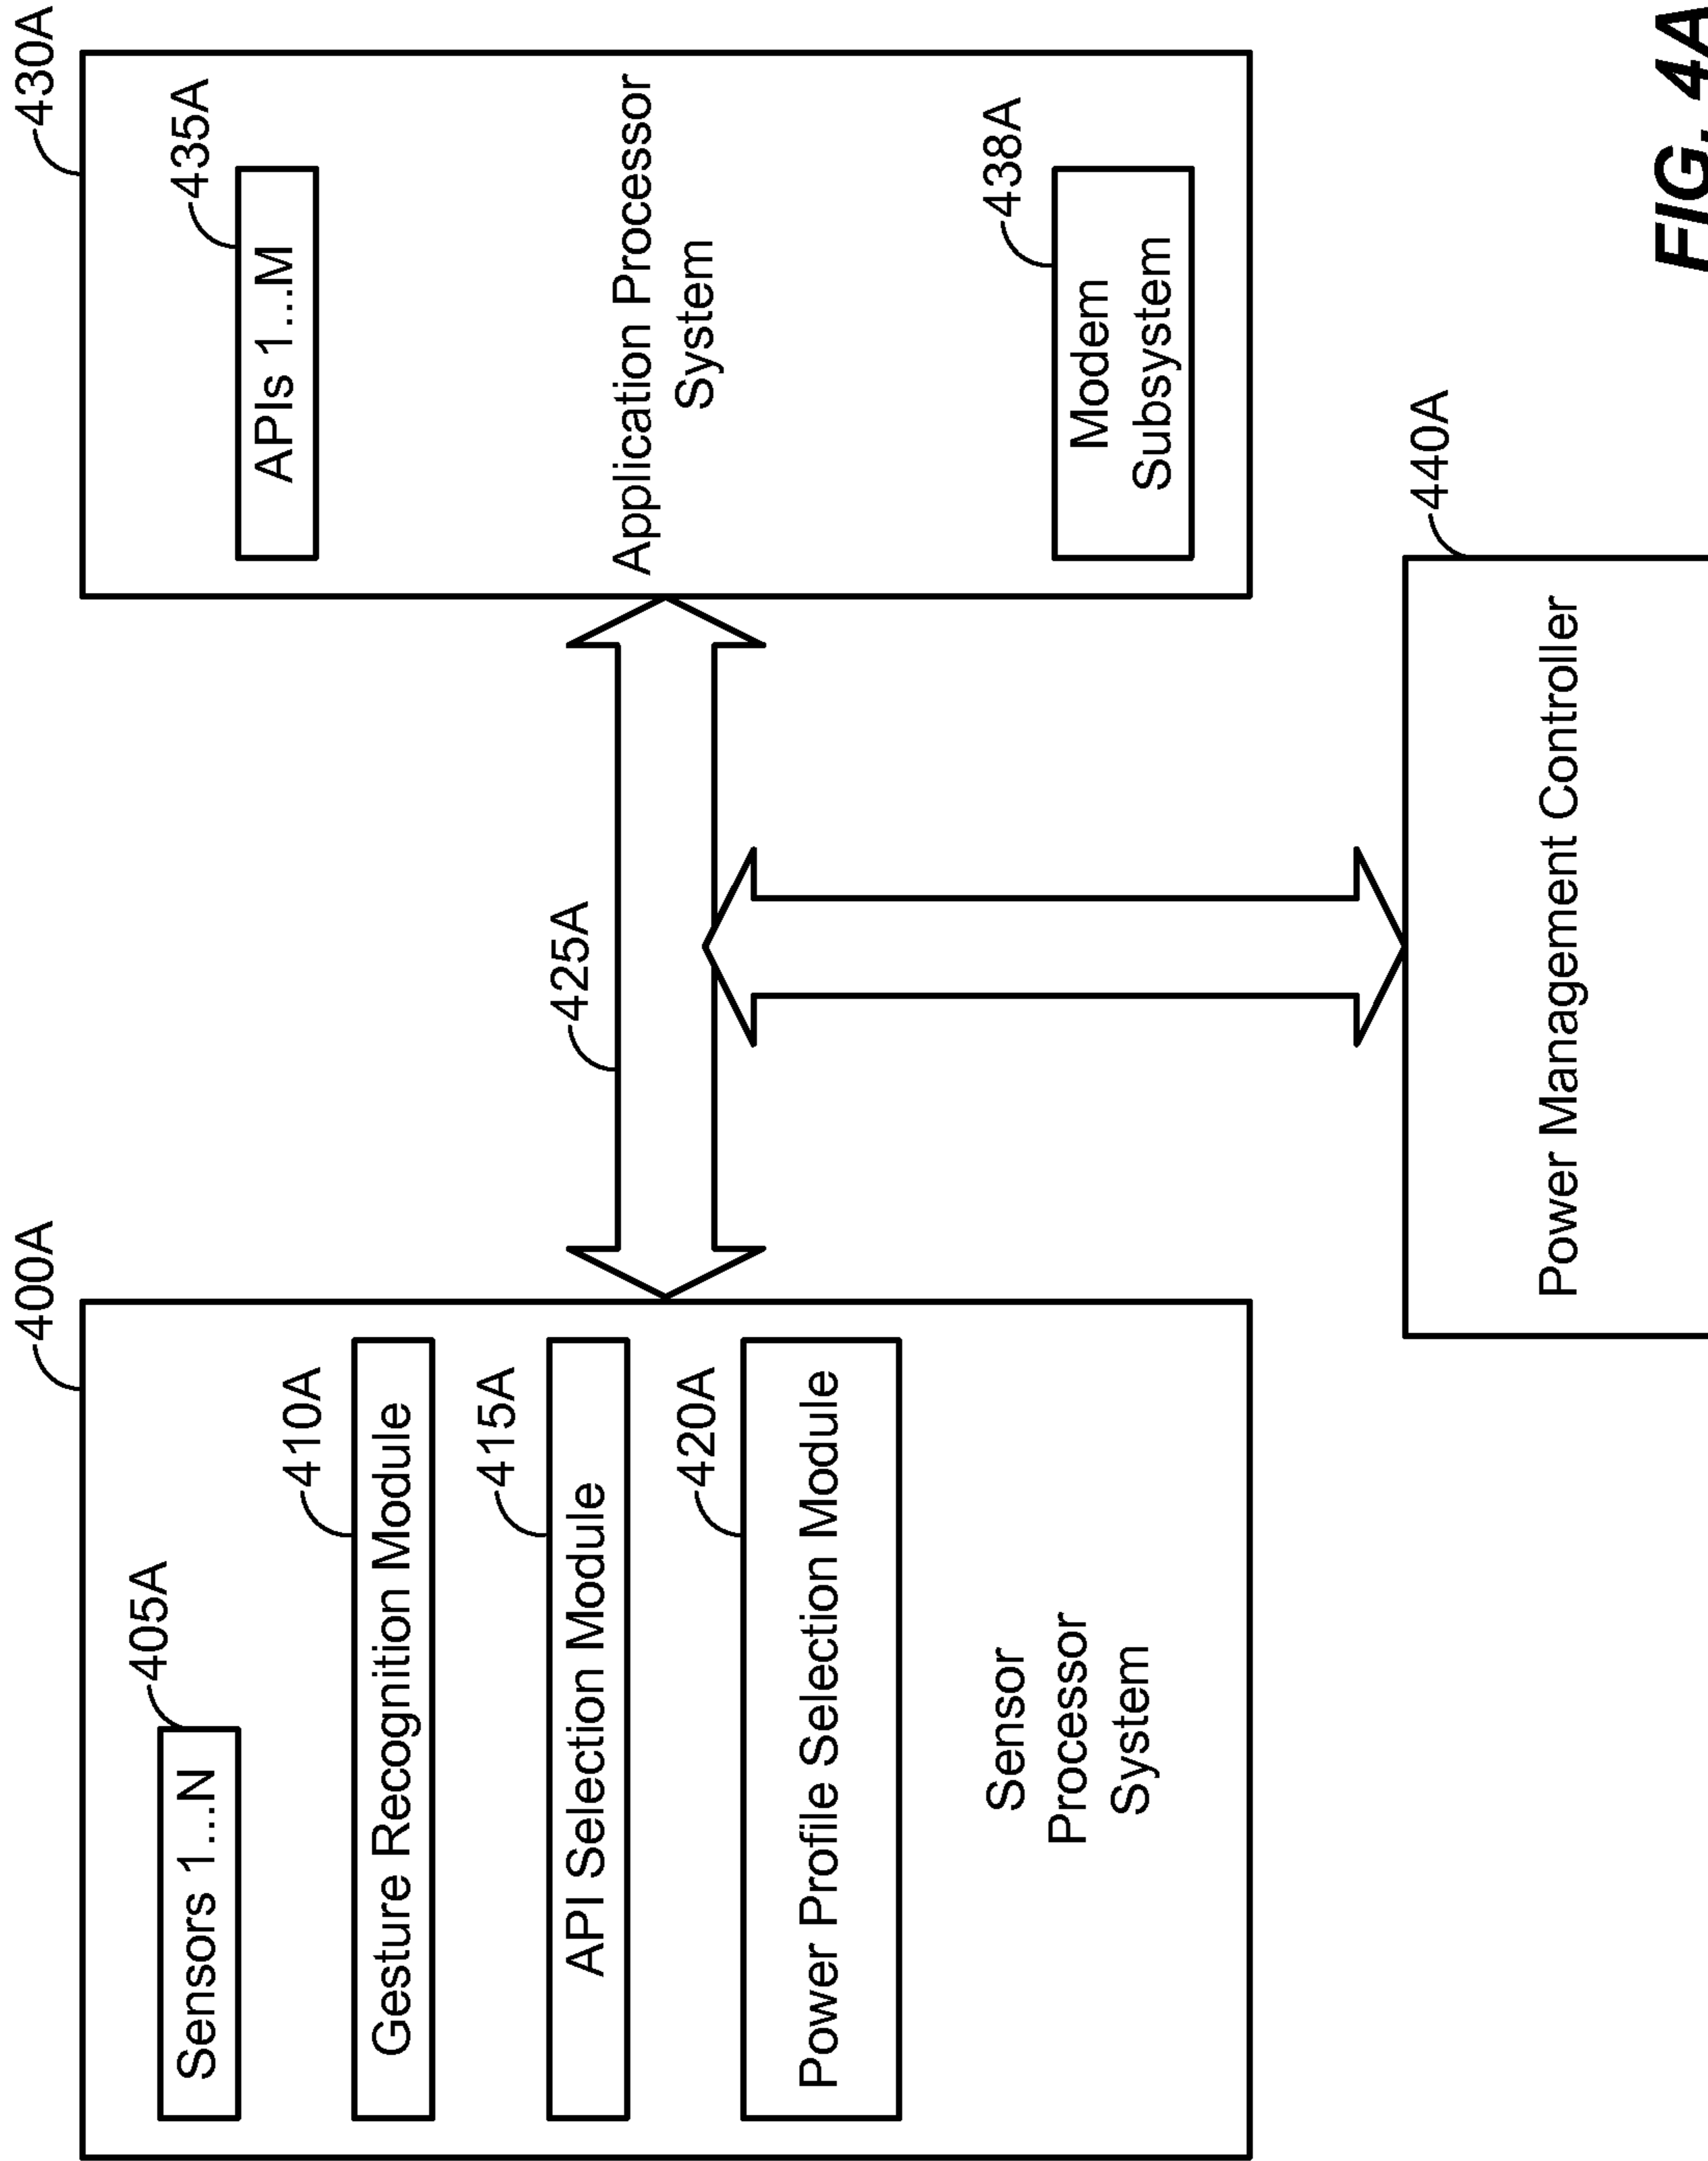 400A
405A
Sensors 1...N
410A
Gesture Recognition Module
415A
API Selection Module
420A
Power Profile Selection Module
Sensor
Processor
System
425A
430A
435A
APIs 1...M
Application Processor
System
438A
Modem
Subsystem
440A
Power Management Controller
FIG. 4A